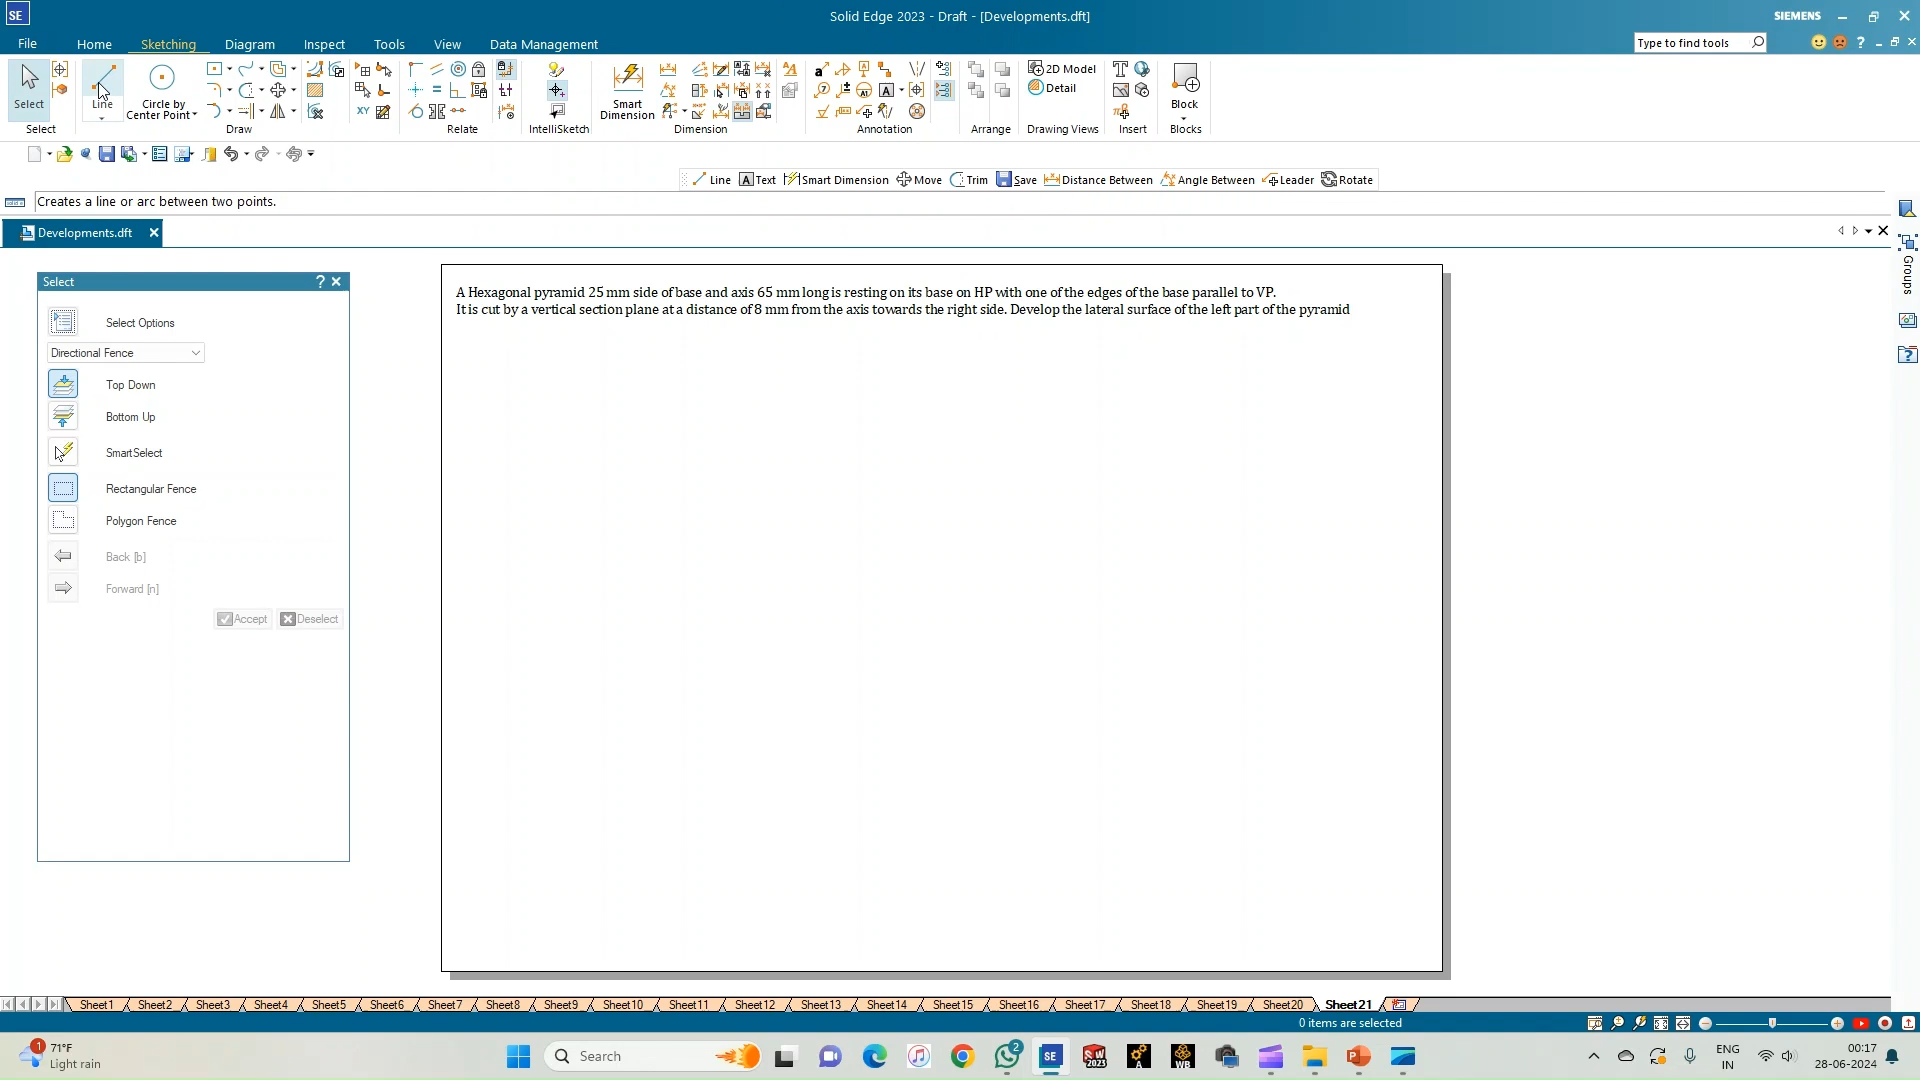 Solid Edge 2023 - Draft - [Developments.dft]
SIEMENS
File Home Sketching Diagram Inspect Tools View Data Management
Type to find tools
Select
Line
Circle by
Center Point
Smart
Dimension
2D Model
Detail
Block
Select Draw Relate IntelliSketch Dimension Annotation Arrange Drawing Views Insert Blocks
Line Text Smart Dimension Move Trim Save Distance Between Angle Between Leader Rotate
Creates a line or arc between two points.
Developments.dft
Groups
Select
Select Options
Directional Fence
Top Down
Bottom Up
SmartSelect
Rectangular Fence
Polygon Fence
Back [b]
Forward [n]
Accept Deselect
A Hexagonal pyramid 25 mm side of base and axis 65 mm long is resting on its base on HP with one of the edges of the base parallel to VP.
It is cut by a vertical section plane at a distance of 8 mm from the axis towards the right side. Develop the lateral surface of the left part of the pyramid
Sheet1 Sheet2 Sheet3 Sheet4 Sheet5 Sheet6 Sheet7 Sheet8 Sheet9 Sheet10 Sheet11 Sheet12 Sheet13 Sheet14 Sheet15 Sheet16 Sheet17 Sheet18 Sheet19 Sheet20 Sheet21
0 items are selected
1
71°F
Light rain
Search
2
SE
2023
A
WB
ENG
IN
00:17
28-06-2024